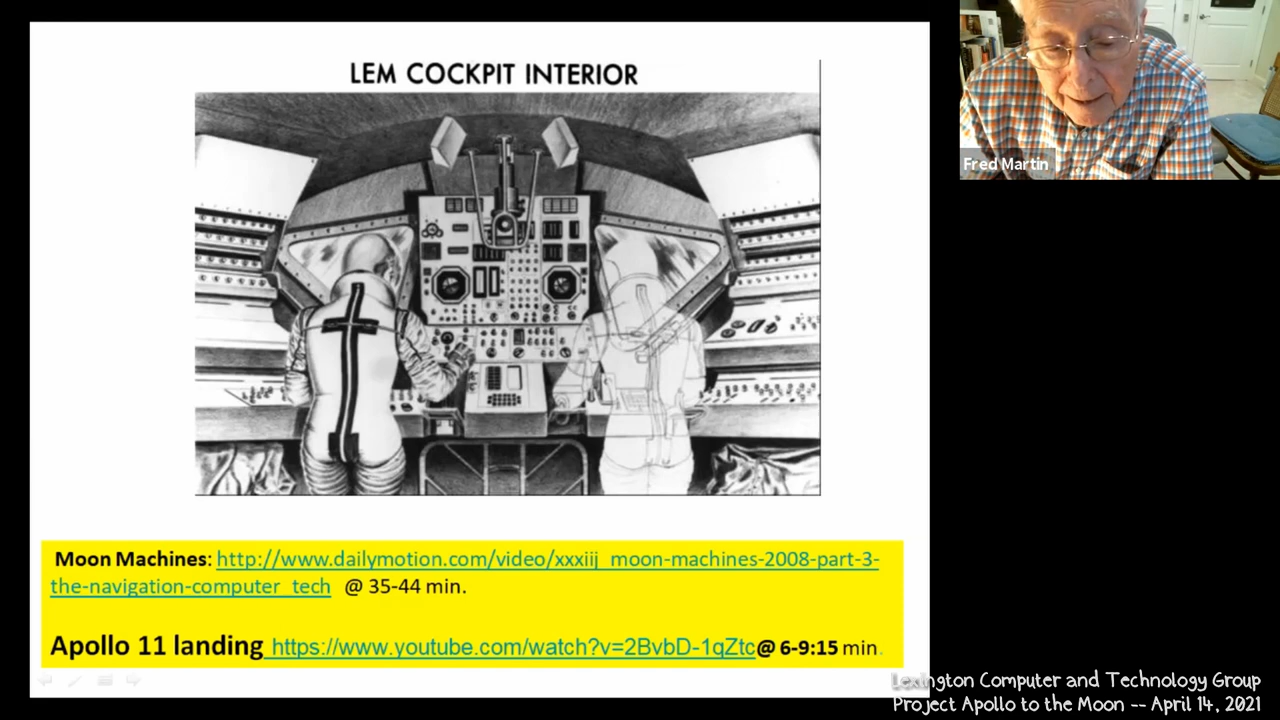 LEM COCKPIT INTERIOR
Moon Machines: http://www.dailymotion.com/video/xxxiij_moon-machines-2008-part-3-
the-navigation-computer_tech @ 35-44 min.
Apollo 11 landing https://www.youtube.com/watch?v=2BvbD-1qZtc@ 6-9:15 min.
Fred Martin
Lexington Computer and Technology Group
Project Apollo to the Moon -- April 14, 2021